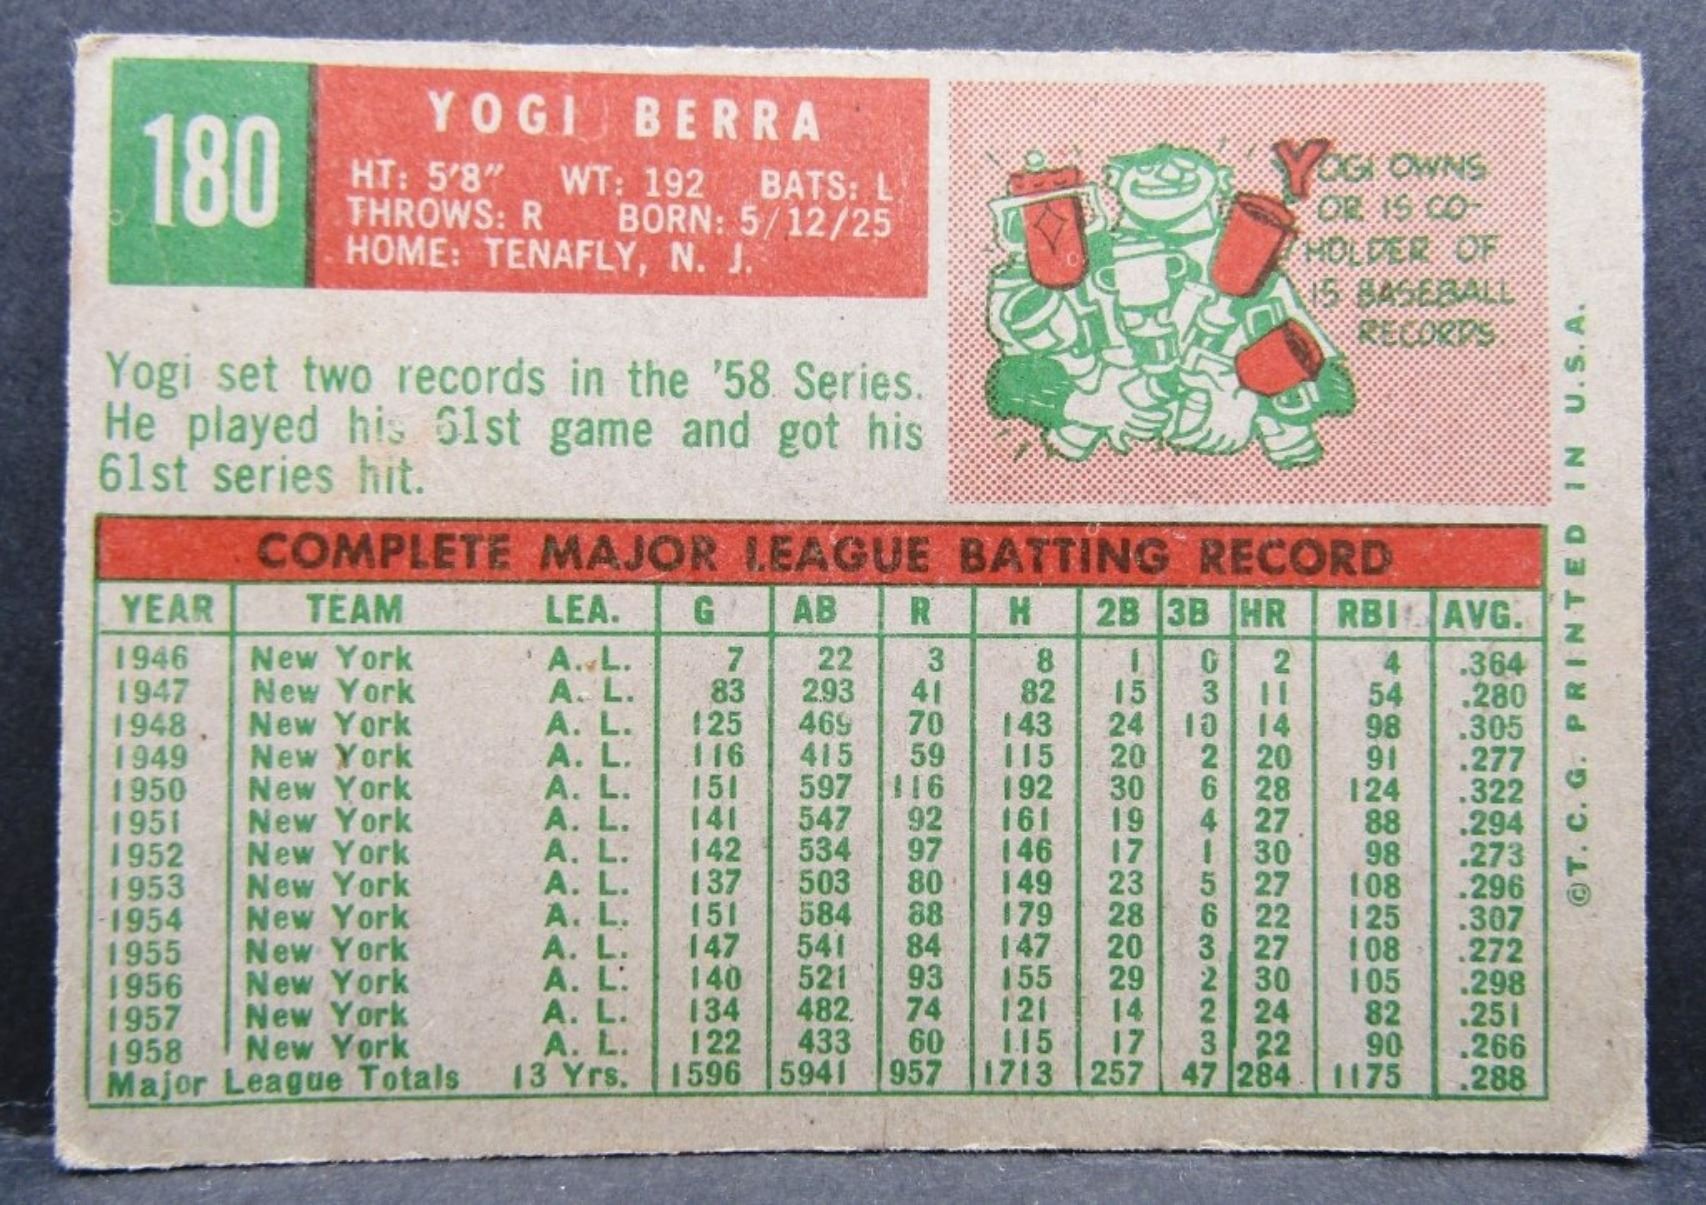 180
YOGI BERRA
HT: 5'8" WT: 192 BATS: L
THROWS: R BORN: 5/12/25
HOME: TENAFLY, N. J.
YOGI OWNS
OR IS CO-
HOLDER OF
15 BASEBALL
RECORDS
Yogi set two records in the '58 Series.
He played his 61st game and got his
61st series hit.
COMPLETE MAJOR LEAGUE BATTING RECORD
YEAR TEAM LEA. G AB R H 2B 3B HR RBI AVG.
1946 New York A. L. 7 22 3 8 1 0 2 4 .364
1947 New York A. L. 83 293 41 82 15 3 11 54 .280
1948 New York A. L. 125 469 70 143 24 10 14 98 .305
1949 New York A. L. 116 415 59 115 20 2 20 91 .277
1950 New York A. L. 151 597 116 192 30 6 28 124 .322
1951 New York A. L. 141 547 92 161 19 4 27 88 .294
1952 New York A. L. 142 534 97 146 17 1 30 98 .273
1953 New York A. L. 137 503 80 149 23 5 27 108 .296
1954 New York A. L. 151 584 88 179 28 6 22 125 .307
1955 New York A. L. 147 541 84 147 20 3 27 108 .272
1956 New York A. L. 140 521 93 155 29 2 30 105 .298
1957 New York A. L. 134 482 74 121 14 2 24 82 .251
1958 New York A. L. 122 433 60 115 17 3 22 90 .266
Major League Totals 13 Yrs. 1596 5941 957 1713 257 47 284 1175 .288
©T. C. G. PRINTED IN U.S.A.